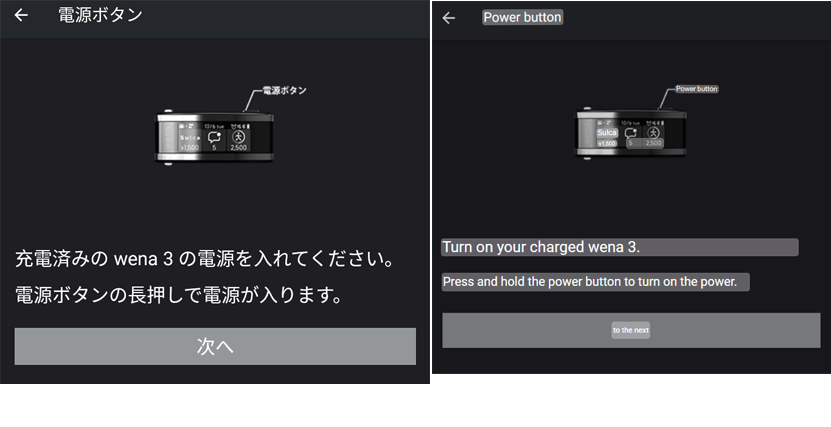 電源ボタン
電源ボタン
10/6 tue
Suica
¥1,500
5
2,500
充電済みの wena 3 の電源を入れてください。
電源ボタンの長押しで電源が入ります。
次へ
Power button
Power button
10/6 tue
Sulca
¥1,500
5
2,500
Turn on your charged wena 3.
Press and hold the power button to turn on the power.
to the next